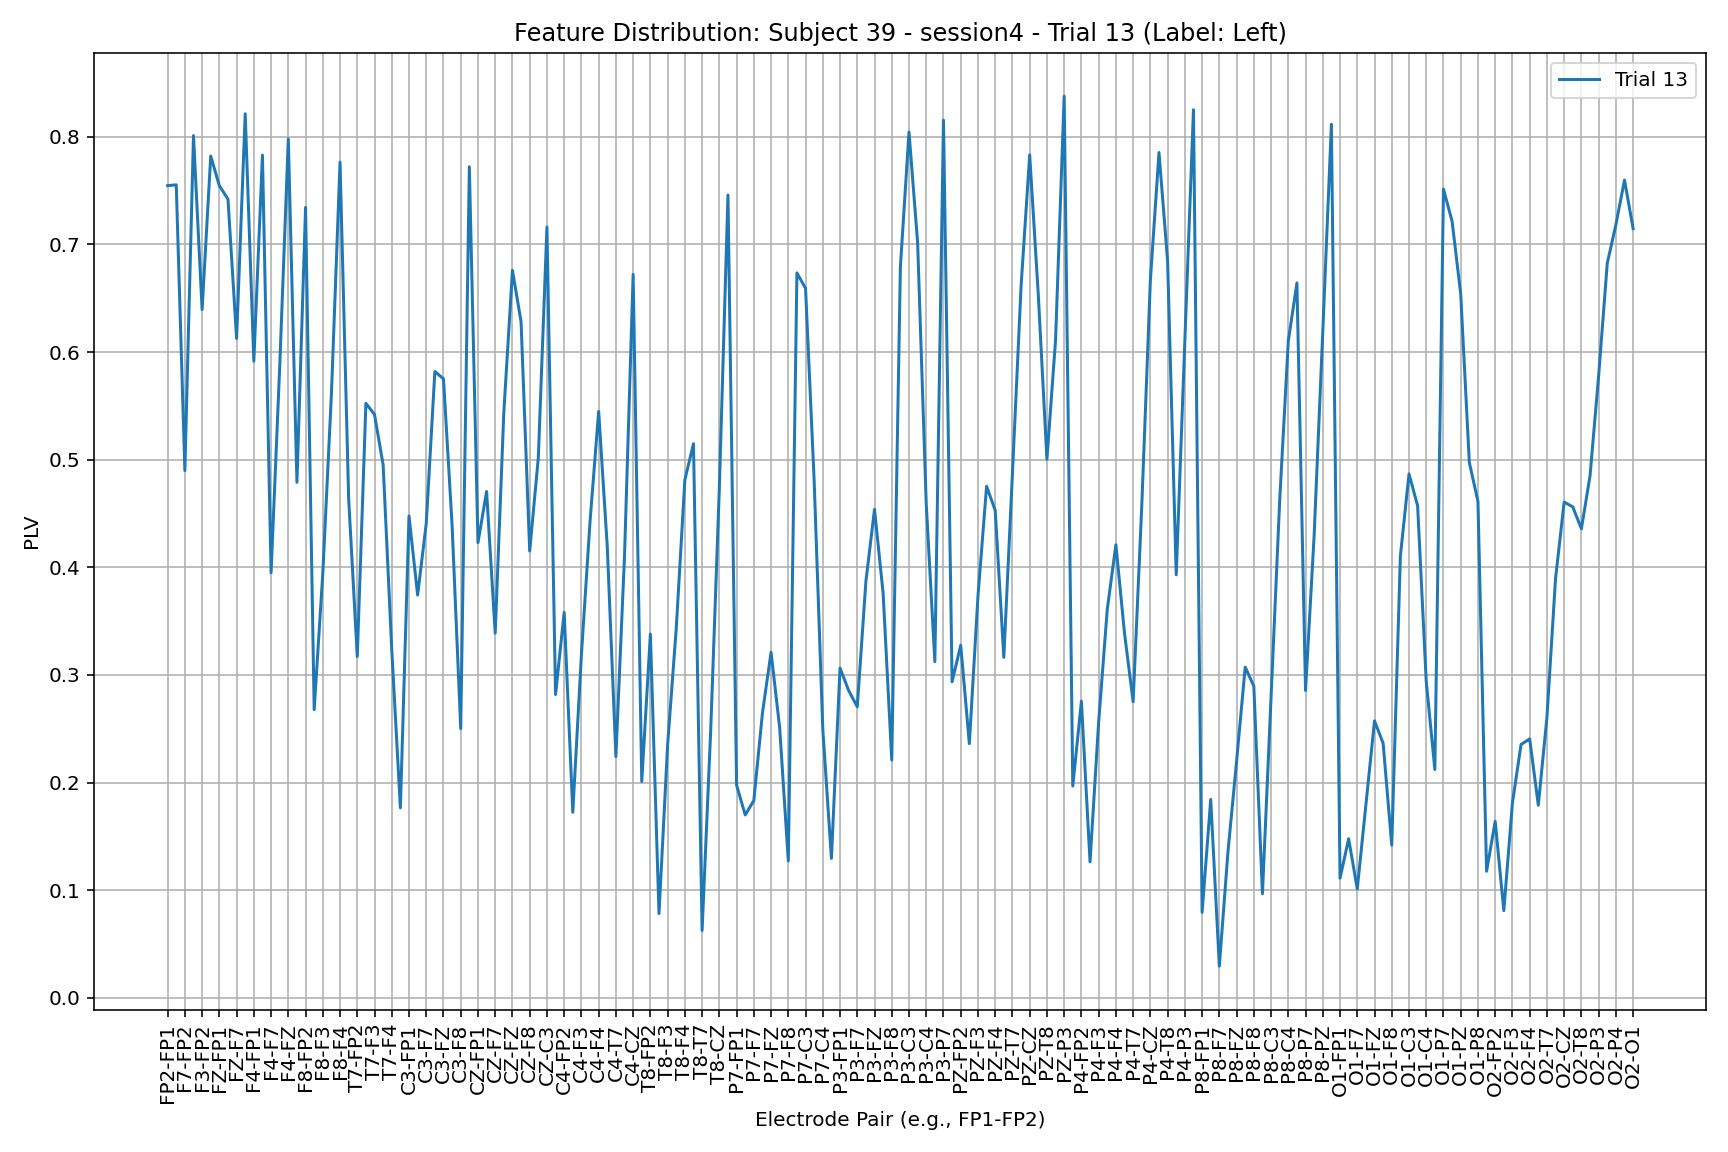 Feature Distribution: Subject 39 - session4 - Trial 13 (Label: Left)
Trial 13
0.8
0.7
0.6
0.5
0.4
0.3
0.2
0.1
0.0
PLV
FP2-FP1
F7-FP2
F3-FP2
FZ-FP1
FZ-F7
F4-FP1
F4-F7
F4-FZ
F8-FP2
F8-F3
F8-F4
T7-FP2
T7-F3
T7-F4
C3-FP1
C3-F7
C3-FZ
C3-F8
CZ-FP1
CZ-F7
CZ-FZ
CZ-F8
CZ-C3
C4-FP2
C4-F3
C4-F4
C4-T7
C4-CZ
T8-FP2
T8-F3
T8-F4
T8-T7
T8-CZ
P7-FP1
P7-F7
P7-FZ
P7-F8
P7-C3
P7-C4
P3-FP1
P3-F7
P3-FZ
P3-F8
P3-C3
P3-C4
P3-P7
PZ-FP2
PZ-F3
PZ-F4
PZ-T7
PZ-CZ
PZ-T8
PZ-P3
P4-FP2
P4-F3
P4-F4
P4-T7
P4-CZ
P4-T8
P4-P3
P8-FP1
P8-F7
P8-FZ
P8-F8
P8-C3
P8-C4
P8-P7
P8-PZ
O1-FP1
O1-F7
O1-FZ
O1-F8
O1-C3
O1-C4
O1-P7
O1-PZ
O1-P8
O2-FP2
O2-F3
O2-F4
O2-T7
O2-CZ
O2-T8
O2-P3
O2-P4
O2-O1
Electrode Pair (e.g., FP1-FP2)